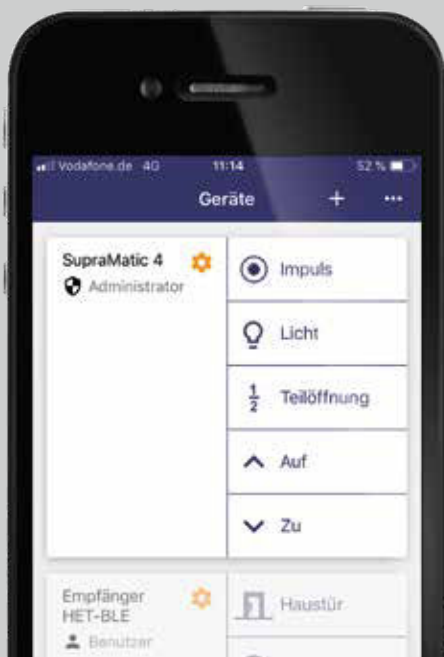 Vodafone.de 4G 11:14 52 %
Geräte + ...
SupraMatic 4
Administrator
Impuls
Licht
1/2 Teilöffnung
Auf
Zu
Empfänger
HET-BLE
Benutzer
Haustür